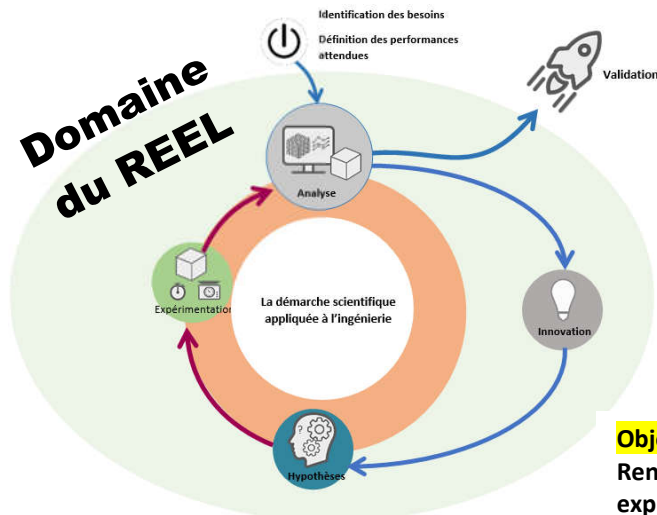 Identification des besoins
Définition des performances
attendues
Validation
Domaine
du REEL
Analyse
Expérimentation
La démarche scientifique
appliquée à l'ingénierie
Innovation
Hypothèses